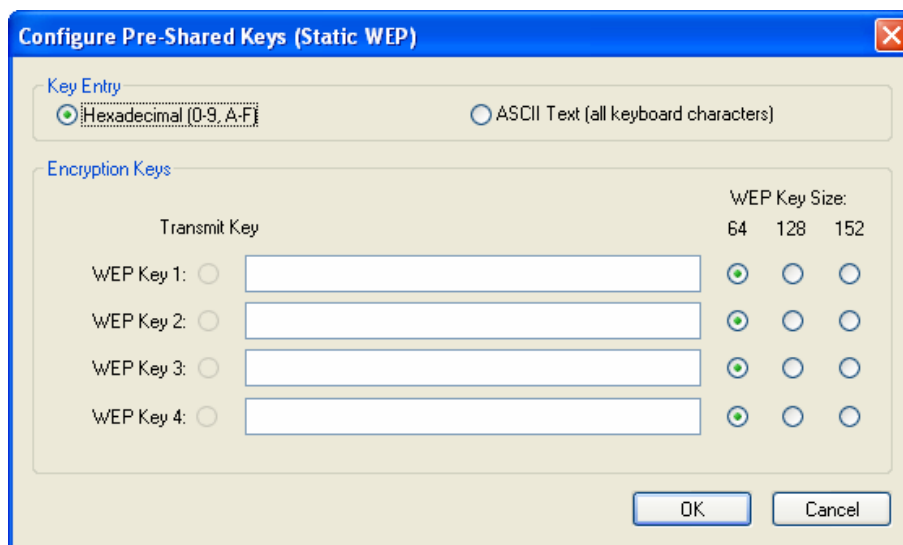 Configure Pre-Shared Keys (Static WEP)
Key Entry
Hexadecimal (0-9, A-F) ASCII Text (all keyboard characters)
Encryption Keys
WEP Key Size:
Transmit Key 64 128 152
WEP Key 1:
WEP Key 2:
WEP Key 3:
WEP Key 4:
OK Cancel